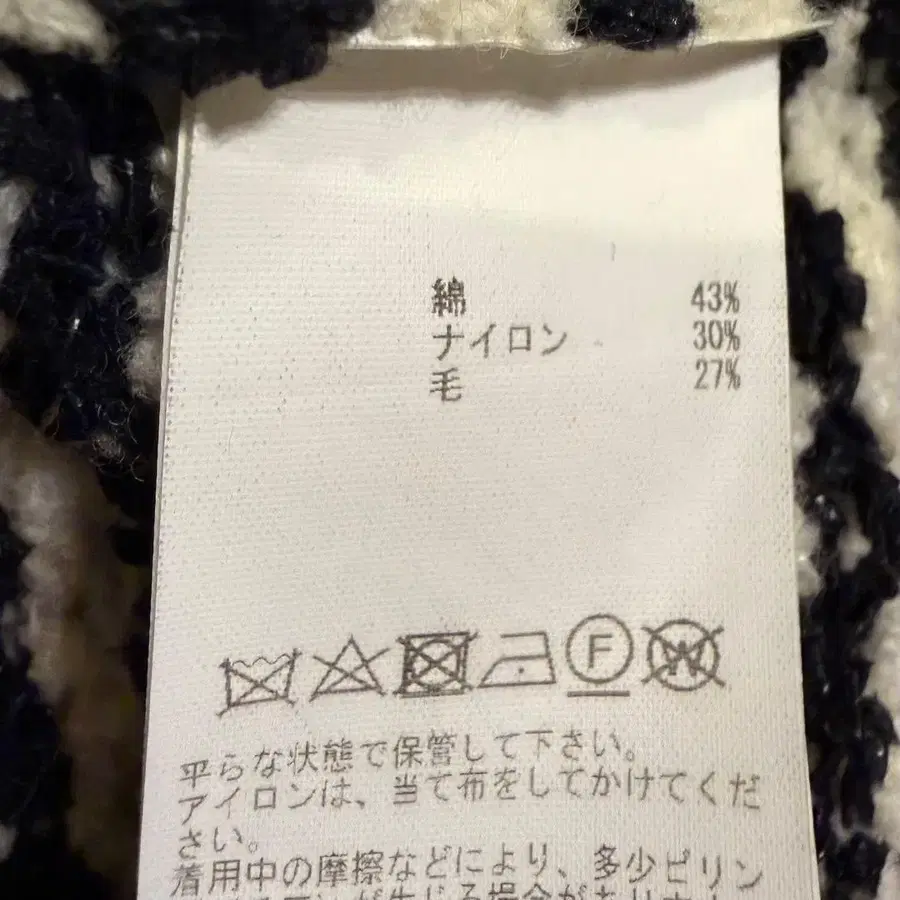 綿 43%
ナイロン 30%
毛 27%
F W
平らな状態で保管して下さい。
アイロンは、当て布をしてかけてくだ
さい。
着用中の摩擦などにより、多少ピリン